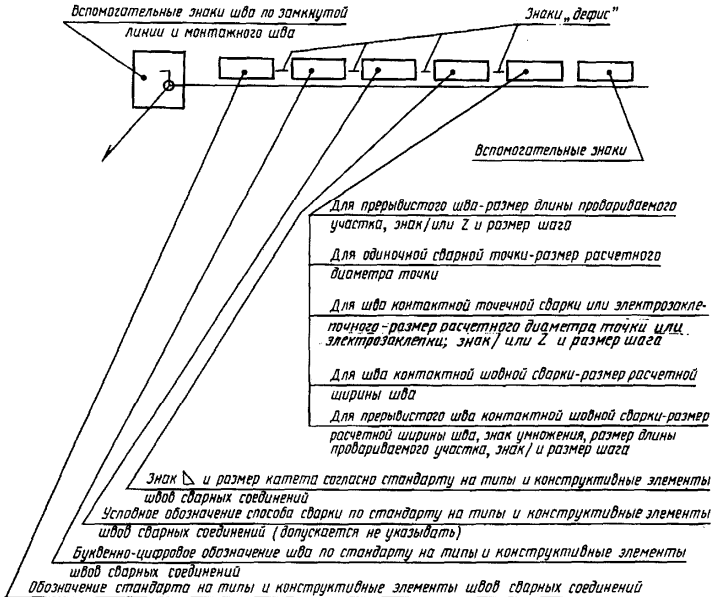 Вспомогательные знаки шва по замкнутой
линии и монтажного шва
Знаки „дефис”
Вспомогательные знаки
Для прерывистого шва-размер длины провариваемого
участка, знак/или Z и размер шага
Для одиночной сварной точки-размер расчетного
диаметра точки
Для шва контактной точечной сварки или электрозакле-
почного-размер расчетного диаметра точки или
электрозаклепки; знак/ или Z и размер шага
Для шва контактной шовной сварки-размер расчетной
ширины шва
Для прерывистого шва контактной шовной сварки-размер
расчетной ширины шва, знак умножения, размер длины
провариваемого участка, знак/ и размер шага
Знак ◺ и размер катета согласно стандарту на типы и конструктивные элементы
швов сварных соединений
Условное обозначение способа сварки по стандарту на типы и конструктивные элементы
швов сварных соединений (допускается не указывать)
Буквенно-цифровое обозначение шва по стандарту на типы и конструктивные элементы
швов сварных соединений
Обозначение стандарта на типы и конструктивные элементы швов сварных соединений